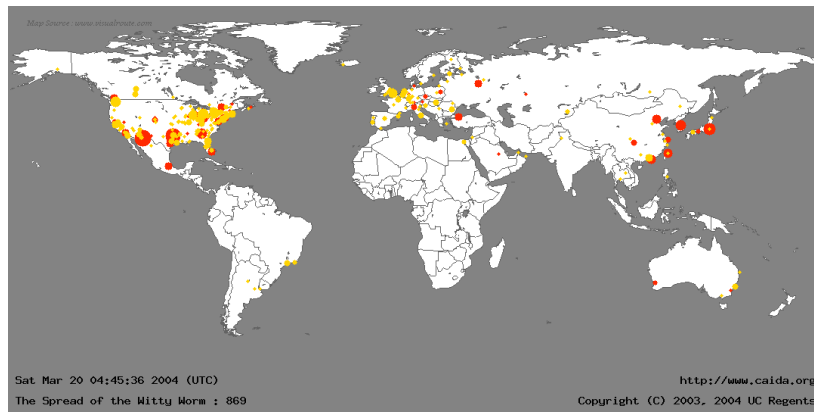 Map Source : www.visualroute.com
Sat Mar 20 04:45:36 2004 (UTC)
http://www.caida.org
The Spread of the Witty Worm : 869
Copyright (C) 2003, 2004 UC Regents